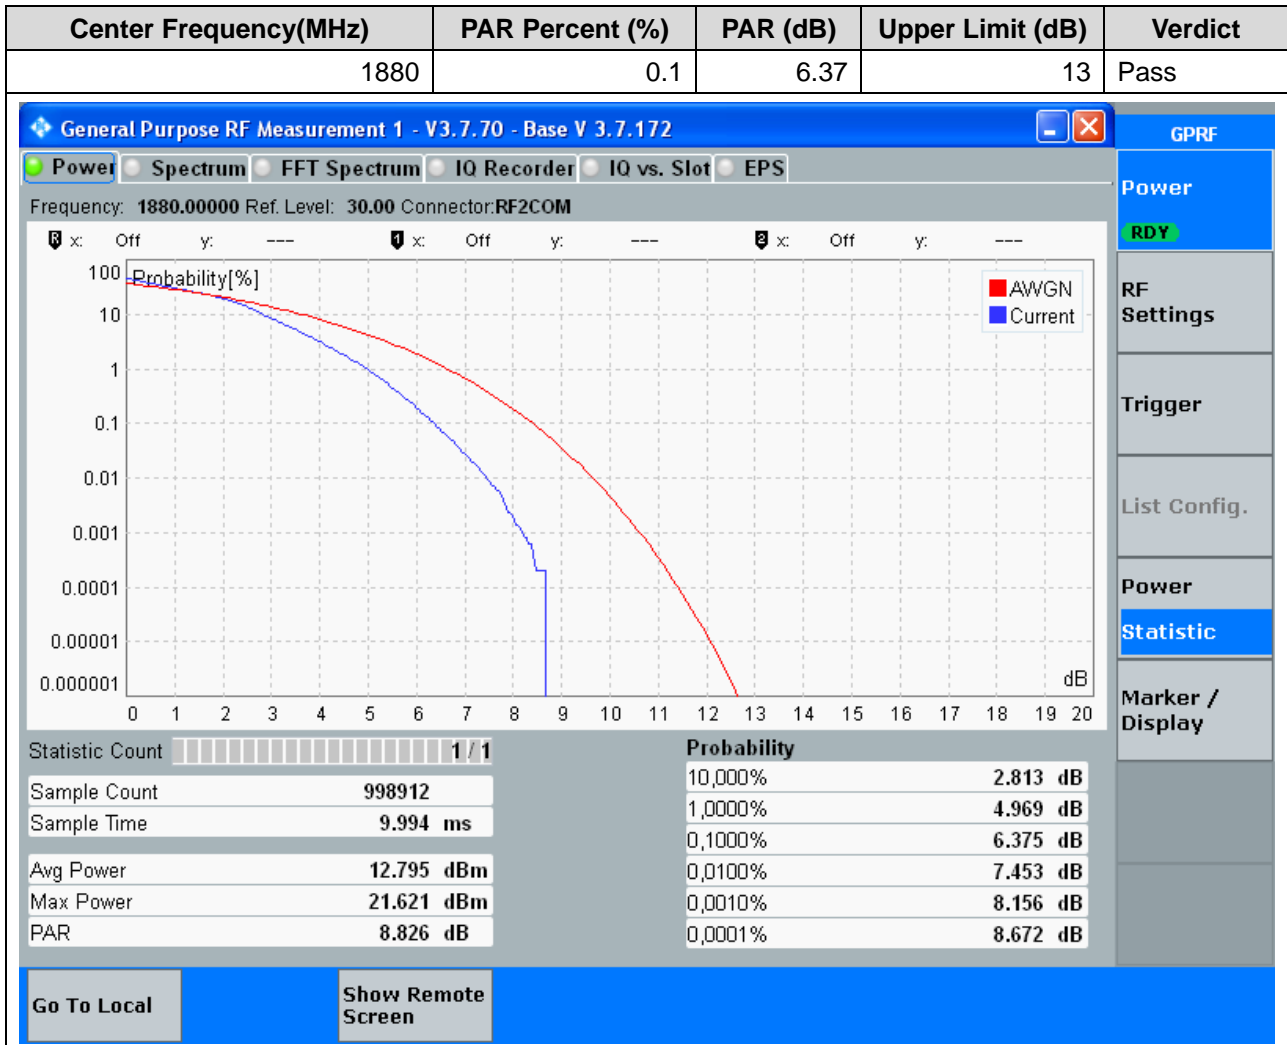 Center Frequency(MHz) PAR Percent (%) PAR (dB) Upper Limit (dB) Verdict
1880 0.1 6.37 13 Pass
General Purpose RF Measurement 1 - V3.7.70 - Base V 3.7.172
GPRF
Power Spectrum FFT Spectrum IQ Recorder IQ vs. Slot EPS
Power
RDY
Frequency: 1880.00000 Ref. Level: 30.00 Connector:RF2COM
R x: Off y: --- 1 x: Off y: --- 2 x: Off y: ---
Probability[%]
AWGN
Current
100
10
1
0.1
0.01
0.001
0.0001
0.00001
0.000001
dB
0 1 2 3 4 5 6 7 8 9 10 11 12 13 14 15 16 17 18 19 20
RF
Settings
Trigger
List Config.
Power
Statistic
Marker /
Display
Statistic Count 1 / 1
Sample Count 998912
Sample Time 9.994 ms
Avg Power 12.795 dBm
Max Power 21.621 dBm
PAR 8.826 dB
Probability
10,000% 2.813 dB
1,0000% 4.969 dB
0,1000% 6.375 dB
0,0100% 7.453 dB
0,0010% 8.156 dB
0,0001% 8.672 dB
Go To Local
Show Remote
Screen